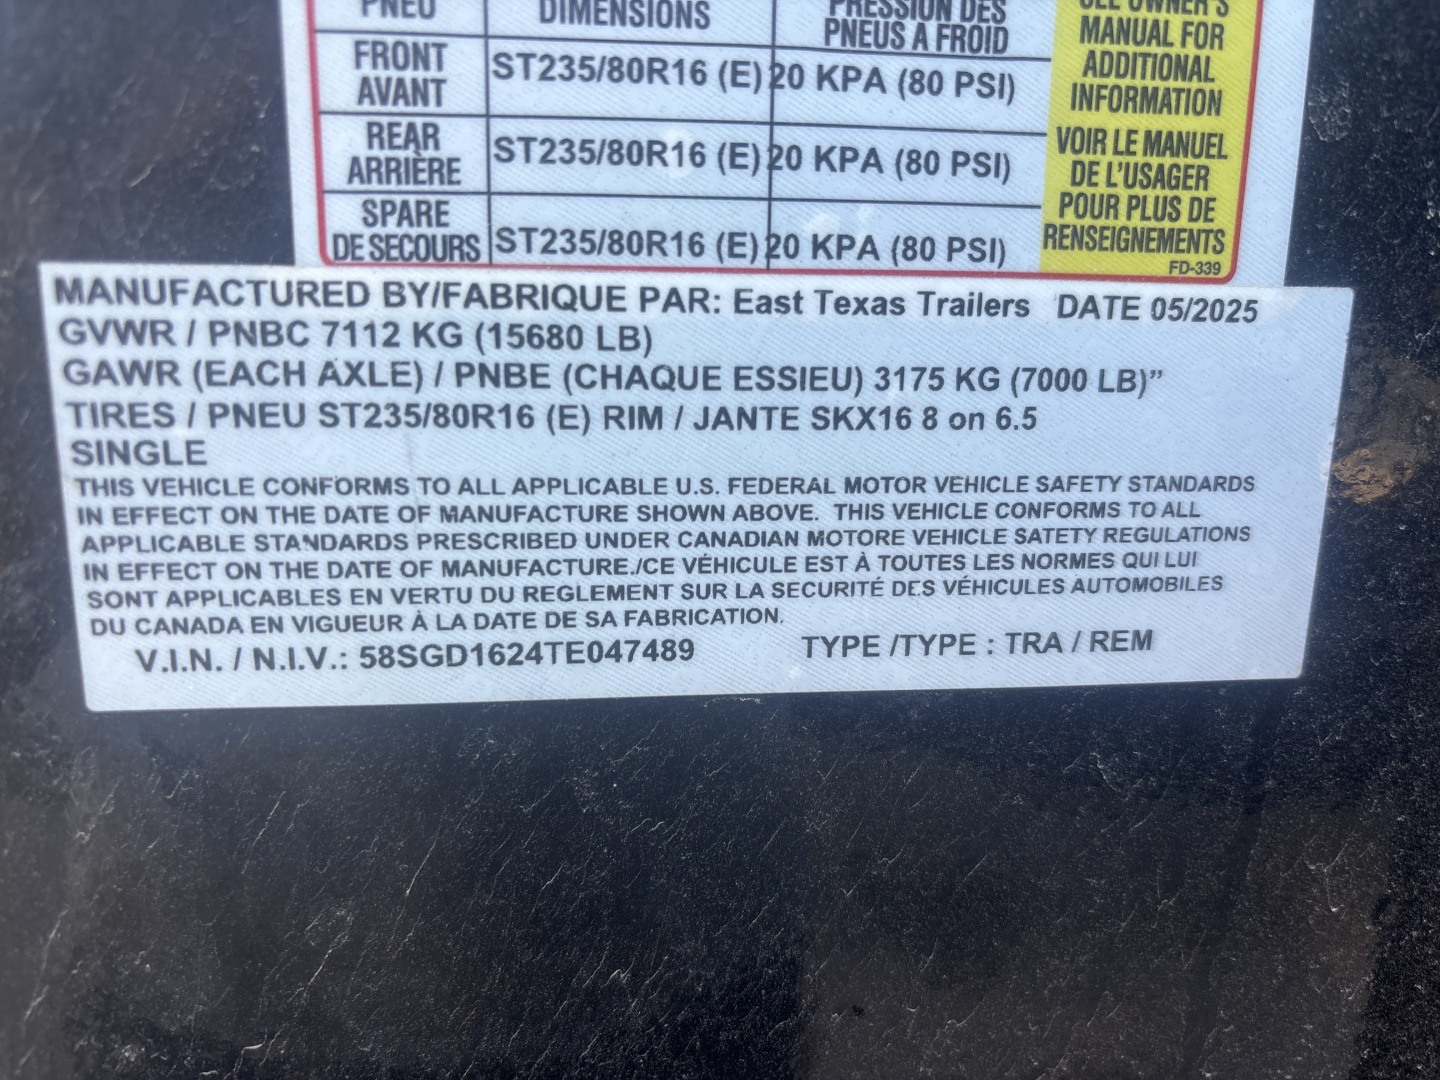 PNEU DIMENSIONS PRESSION DES
PNEUS A FROID
SEE OWNER'S
MANUAL FOR
ADDITIONAL
INFORMATION
VOIR LE MANUEL
DE L'USAGER
POUR PLUS DE
RENSEIGNEMENTS
FRONT
AVANT
ST235/80R16 (E) 20 KPA (80 PSI)
REAR
ARRIÈRE
ST235/80R16 (E) 20 KPA (80 PSI)
SPARE
DE SECOURS
ST235/80R16 (E) 20 KPA (80 PSI)
FD-339
MANUFACTURED BY/FABRIQUE PAR: East Texas Trailers DATE 05/2025
GVWR / PNBC 7112 KG (15680 LB)
GAWR (EACH AXLE) / PNBE (CHAQUE ESSIEU) 3175 KG (7000 LB)”
TIRES / PNEU ST235/80R16 (E) RIM / JANTE SKX16 8 on 6.5
SINGLE
THIS VEHICLE CONFORMS TO ALL APPLICABLE U.S. FEDERAL MOTOR VEHICLE SAFETY STANDARDS
IN EFFECT ON THE DATE OF MANUFACTURE SHOWN ABOVE. THIS VEHICLE CONFORMS TO ALL
APPLICABLE STANDARDS PRESCRIBED UNDER CANADIAN MOTORE VEHICLE SATETY REGULATIONS
IN EFFECT ON THE DATE OF MANUFACTURE./CE VÉHICULE EST À TOUTES LES NORMES QUI LUI
SONT APPLICABLES EN VERTU DU REGLEMENT SUR LA SECURITÉ DES VÉHICULES AUTOMOBILES
DU CANADA EN VIGUEUR À LA DATE DE SA FABRICATION.
V.I.N. / N.I.V.: 58SGD1624TE047489 TYPE /TYPE : TRA / REM